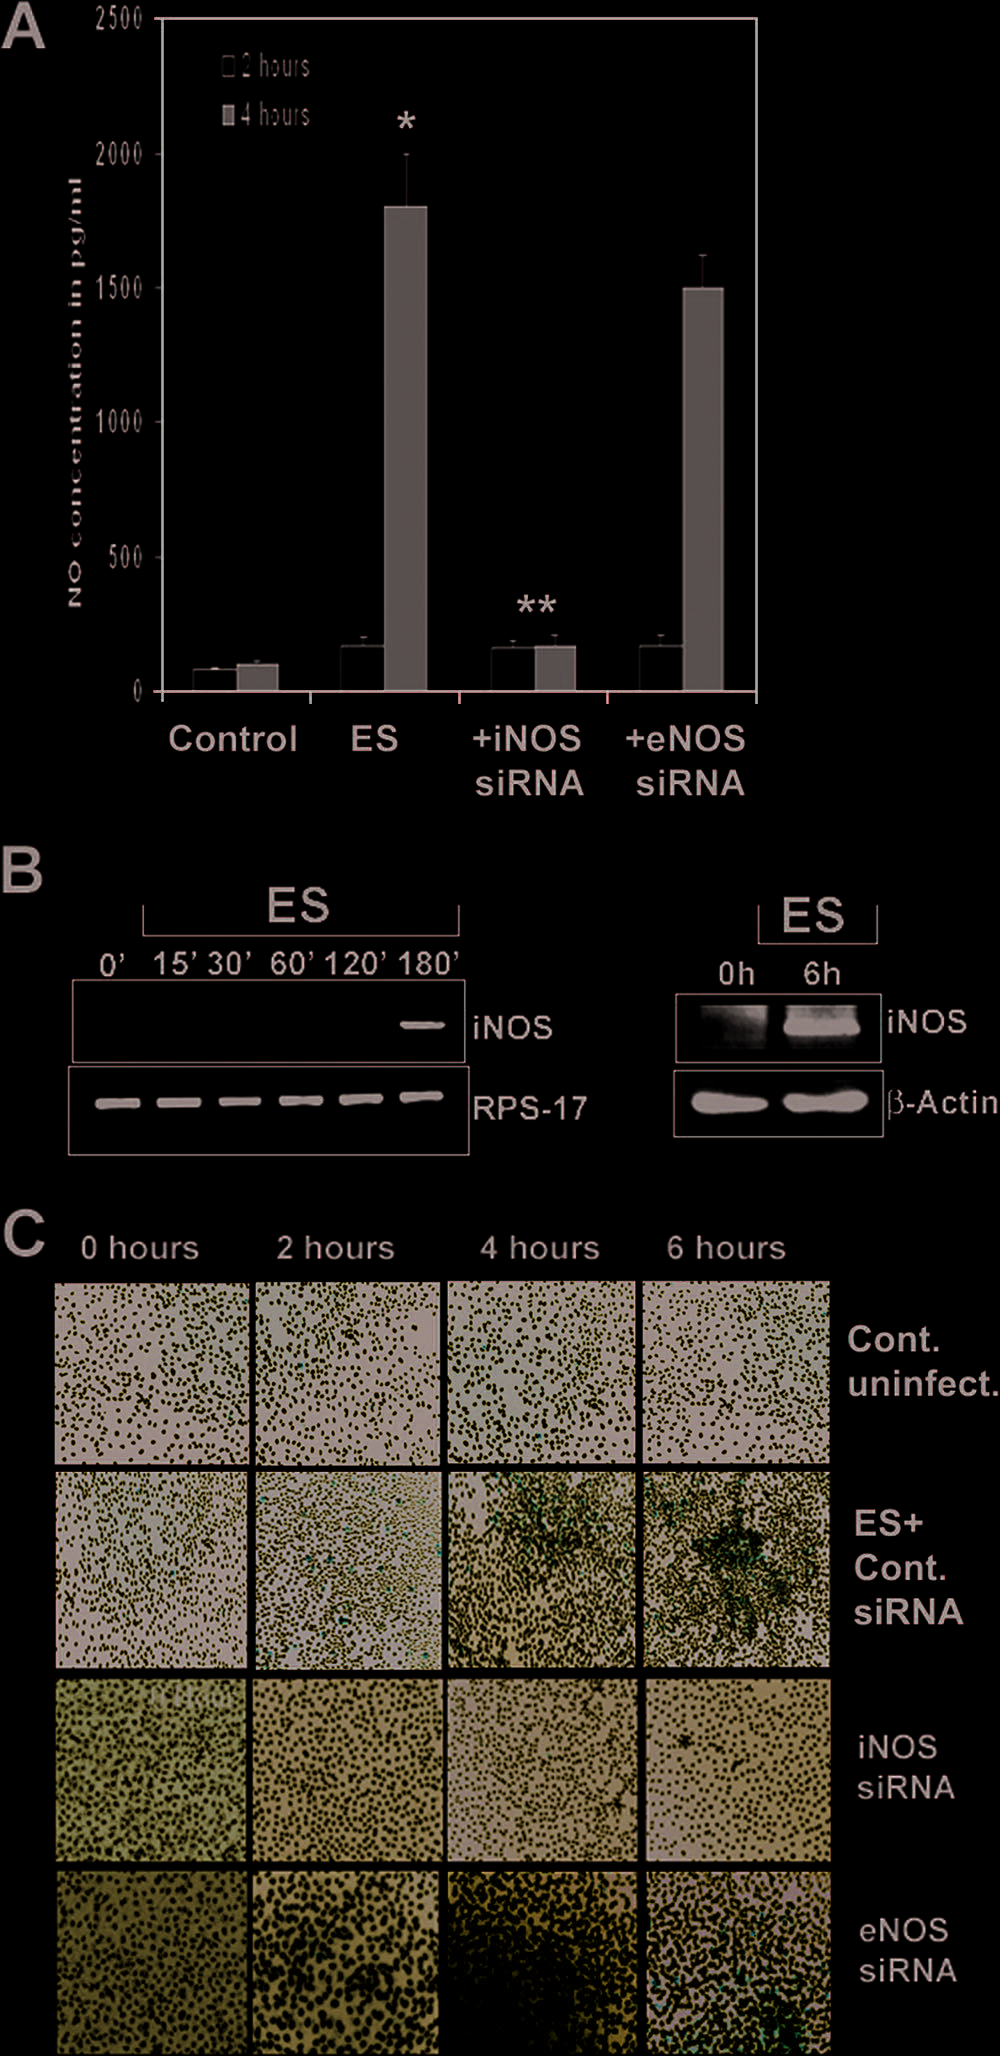 A
2500
2000
1500
1000
500
0
NO concentration in pg/ml
2 hours
4 hours
*
**
Control ES +iNOS siRNA +eNOS siRNA
B
ES
0’ 15’ 30’ 60’ 120’ 180’
iNOS
RPS-17
ES
0h 6h
iNOS
β-Actin
C
0 hours 2 hours 4 hours 6 hours
Cont.
uninfect.
ES+
Cont.
siRNA
iNOS
siRNA
eNOS
siRNA